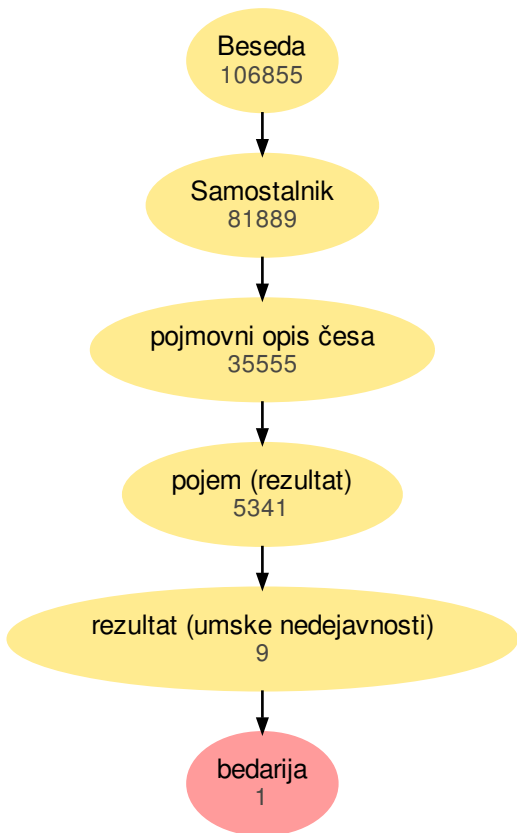 Beseda
106855
Samostalnik
81889
pojmovni opis česa
35555
pojem (rezultat)
5341
rezultat (umske nedejavnosti)
9
bedarija
1